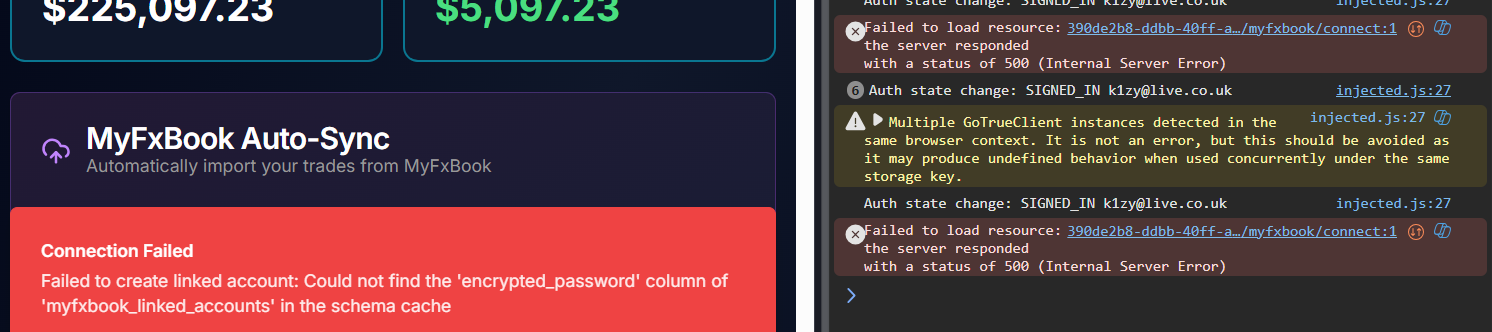 $225,097.23
$5,097.23
MyFxBook Auto-Sync
Automatically import your trades from MyFxBook
Connection Failed
Failed to create linked account: Could not find the 'encrypted_password' column of
'myfxbook_linked_accounts' in the schema cache
Auth state change: SIGNED_IN k1zy@live.co.uk injected.js:27
Failed to load resource: 390de2b8-ddbb-40ff-a…/myfxbook/connect:1
the server responded
with a status of 500 (Internal Server Error)
6 Auth state change: SIGNED_IN k1zy@live.co.uk injected.js:27
Multiple GoTrueClient instances detected in the injected.js:27
same browser context. It is not an error, but this should be avoided as
it may produce undefined behavior when used concurrently under the same
storage key.
Auth state change: SIGNED_IN k1zy@live.co.uk injected.js:27
Failed to load resource: 390de2b8-ddbb-40ff-a…/myfxbook/connect:1
the server responded
with a status of 500 (Internal Server Error)